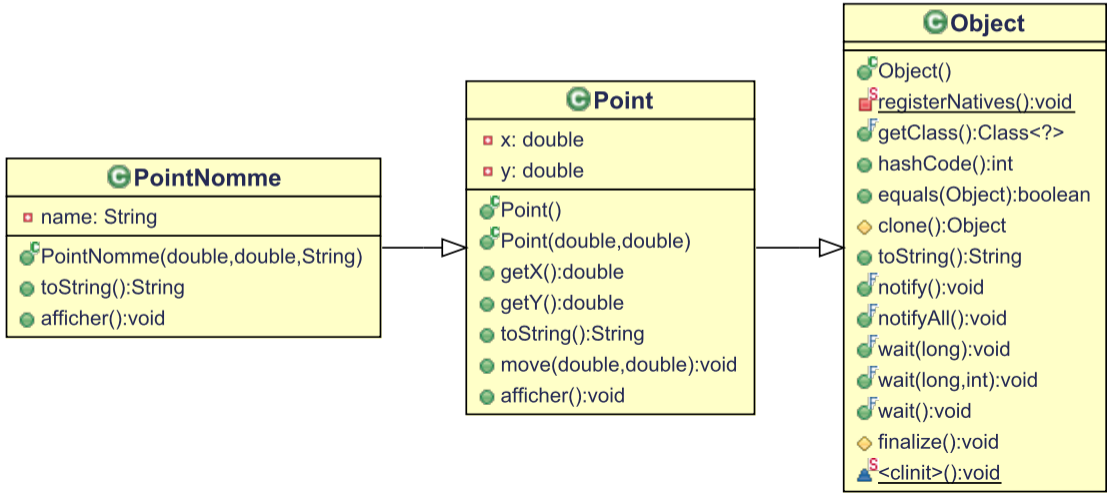 PointNomme
name: String
PointNomme(double,double,String)
toString():String
afficher():void
Point
x: double
y: double
Point()
Point(double,double)
getX():double
getY():double
toString():String
move(double,double):void
afficher():void
Object
Object()
registerNatives():void
getClass():Class<?>
hashCode():int
equals(Object):boolean
clone():Object
toString():String
notify():void
notifyAll():void
wait(long):void
wait(long,int):void
wait():void
finalize():void
<clinit>():void